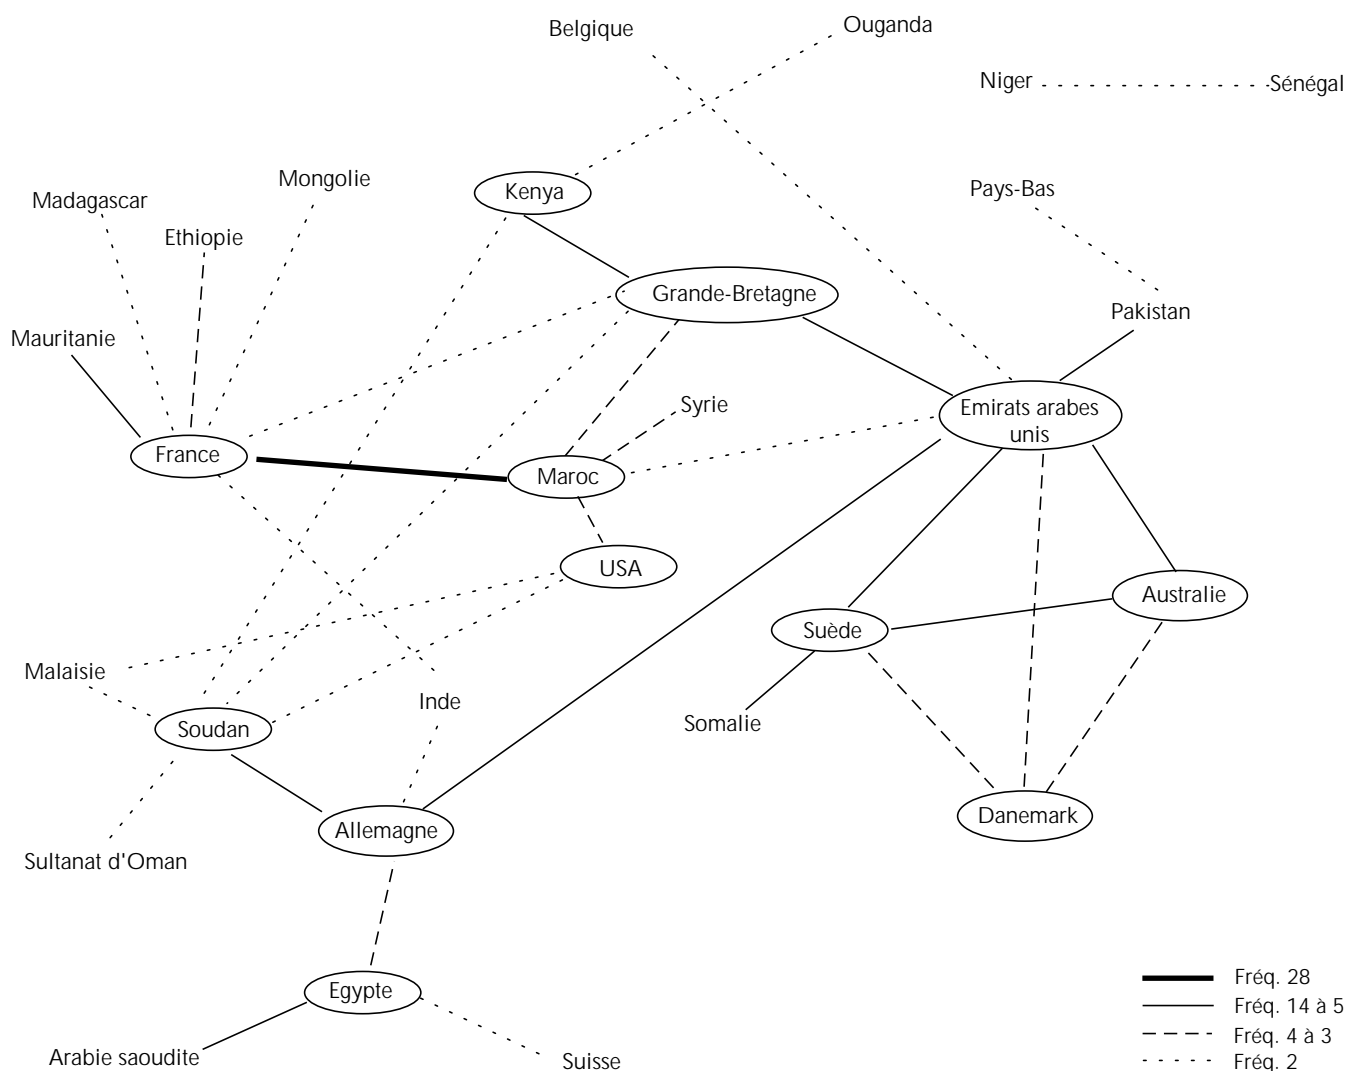 Belgique
Ouganda
Niger
Sénégal
Mongolie
Kenya
Pays-Bas
Madagascar
Ethiopie
Grande-Bretagne
Pakistan
Mauritanie
Syrie
Emirats arabes
unis
France
Maroc
USA
Australie
Suède
Malaisie
Inde
Soudan
Somalie
Danemark
Allemagne
Sultanat d'Oman
Egypte
Arabie saoudite
Suisse
Fréq. 28
Fréq. 14 à 5
Fréq. 4 à 3
Fréq. 2